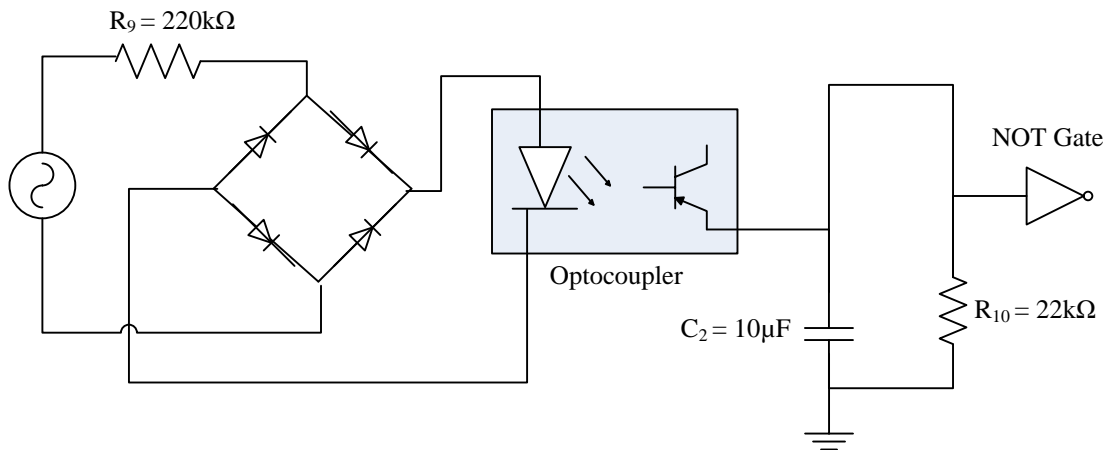 R₉ = 220kΩ
NOT Gate
Optocoupler
R₁₀ = 22kΩ
C₂ = 10µF